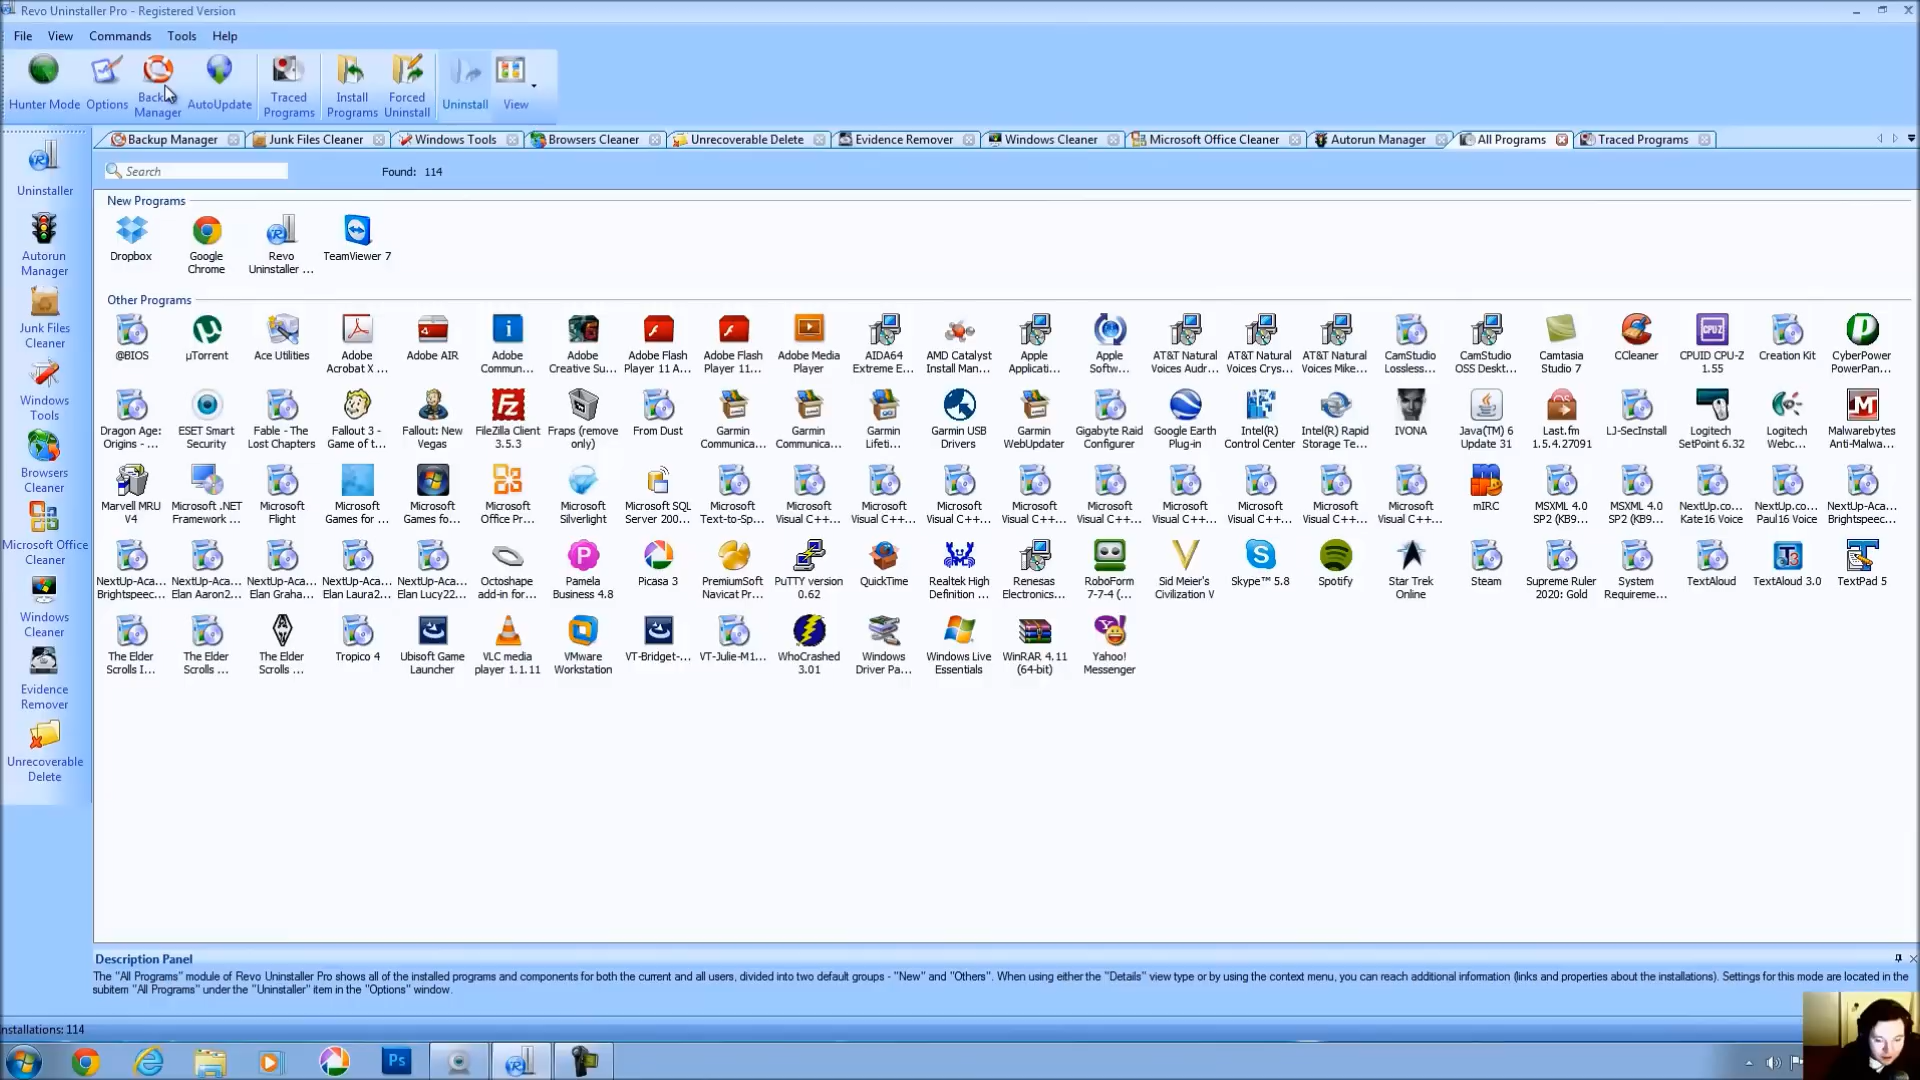 Revo Uninstaller Pro - Registered Version
File View Commands Tools Help
Hunter Mode Options Manager AutoUpdate Traced Programs Install Programs Forced Uninstall Uninstall View
Backup Manager Junk Files Cleaner Windows Tools Browsers Cleaner Unrecoverable Delete Evidence Remover Windows Cleaner Microsoft Office Cleaner Autorun Manager All Programs Traced Programs
Search Found: 114
Uninstaller
Autorun Manager
Junk Files Cleaner
Windows Tools
Browsers Cleaner
Microsoft Office Cleaner
Windows Cleaner
Evidence Remover
Unrecoverable Delete
New Programs
Dropbox Google Chrome Revo Uninstaller ... TeamViewer 7
Other Programs
@BIOS µTorrent Ace Utilities Adobe Acrobat X ... Adobe AIR Adobe Commun... Adobe Creative Su... Adobe Flash Player 11 A... Adobe Flash Player 11... Adobe Media Player AIDA64 Extreme E... AMD Catalyst Install Man... Apple Applicati... Apple Softw... AT&T Natural Voices Audr... AT&T Natural Voices Crys... AT&T Natural Voices Mike... CamStudio Lossless... CamStudio OSS Deskt... Camtasia Studio 7 CCleaner CPUID CPU-Z 1.55 Creation Kit CyberPower PowerPan...
Dragon Age: Origins - ... ESET Smart Security Fable - The Lost Chapters Fallout 3 - Game of t... Fallout: New Vegas FileZilla Client 3.5.3 Fraps (remove only) From Dust Garmin Communica... Garmin Communica... Garmin Lifeti... Garmin USB Drivers Garmin WebUpdater Gigabyte Raid Configurer Google Earth Plug-in Intel(R) Control Center Intel(R) Rapid Storage Te... IVONA Java(TM) 6 Update 31 Last.fm 1.5.4.27091 LJ-SecInstall Logitech SetPoint 6.32 Logitech Webc... Malwarebytes Anti-Malwa...
Marvell MRU V4 Microsoft .NET Framework ... Microsoft Flight Microsoft Games for ... Microsoft Games fo... Microsoft Office Pr... Microsoft Silverlight Microsoft SQL Server 200... Microsoft Text-to-Sp... Microsoft Visual C++... Microsoft Visual C++... Microsoft Visual C++... Microsoft Visual C++... Microsoft Visual C++... Microsoft Visual C++... Microsoft Visual C++... Microsoft Visual C++... Microsoft Visual C++... mIRC MSXML 4.0 SP2 (KB9... MSXML 4.0 SP2 (KB9... NextUp.co... Kate16 Voice NextUp.co... Paul16 Voice NextUp-Aca... Brightspeec...
NextUp-Aca... Brightspeec... NextUp-Aca... Elan Aaron2... NextUp-Aca... Elan Graha... NextUp-Aca... Elan Laura2... NextUp-Aca... Elan Lucy22... Octoshape add-in for... Pamela Business 4.8 Picasa 3 PremiumSoft Navicat Pr... PuTTY version 0.62 QuickTime Realtek High Definition ... Renesas Electronics... RoboForm 7-7-4 (... Sid Meier's Civilization V Skype™ 5.8 Spotify Star Trek Online Steam Supreme Ruler 2020: Gold System Requireme... TextAloud TextAloud 3.0 TextPad 5
The Elder Scrolls I... The Elder Scrolls ... The Elder Scrolls ... Tropico 4 Ubisoft Game Launcher VLC media player 1.1.11 VMware Workstation VT-Bridget-... VT-Julie-M1... WhoCrashed 3.01 Windows Driver Pa... Windows Live Essentials WinRAR 4.11 (64-bit) Yahoo! Messenger
Description Panel
The "All Programs" module of Revo Uninstaller Pro shows all of the installed programs and components for both the current and all users, divided into two default groups - "New" and "Others". When using either the "Details" view type or by using the context menu, you can reach additional information (links and properties about the installations). Settings for this mode are located in the
subitem "All Programs" under the "Uninstaller" item in the "Options" window.
nstallations: 114
Ps